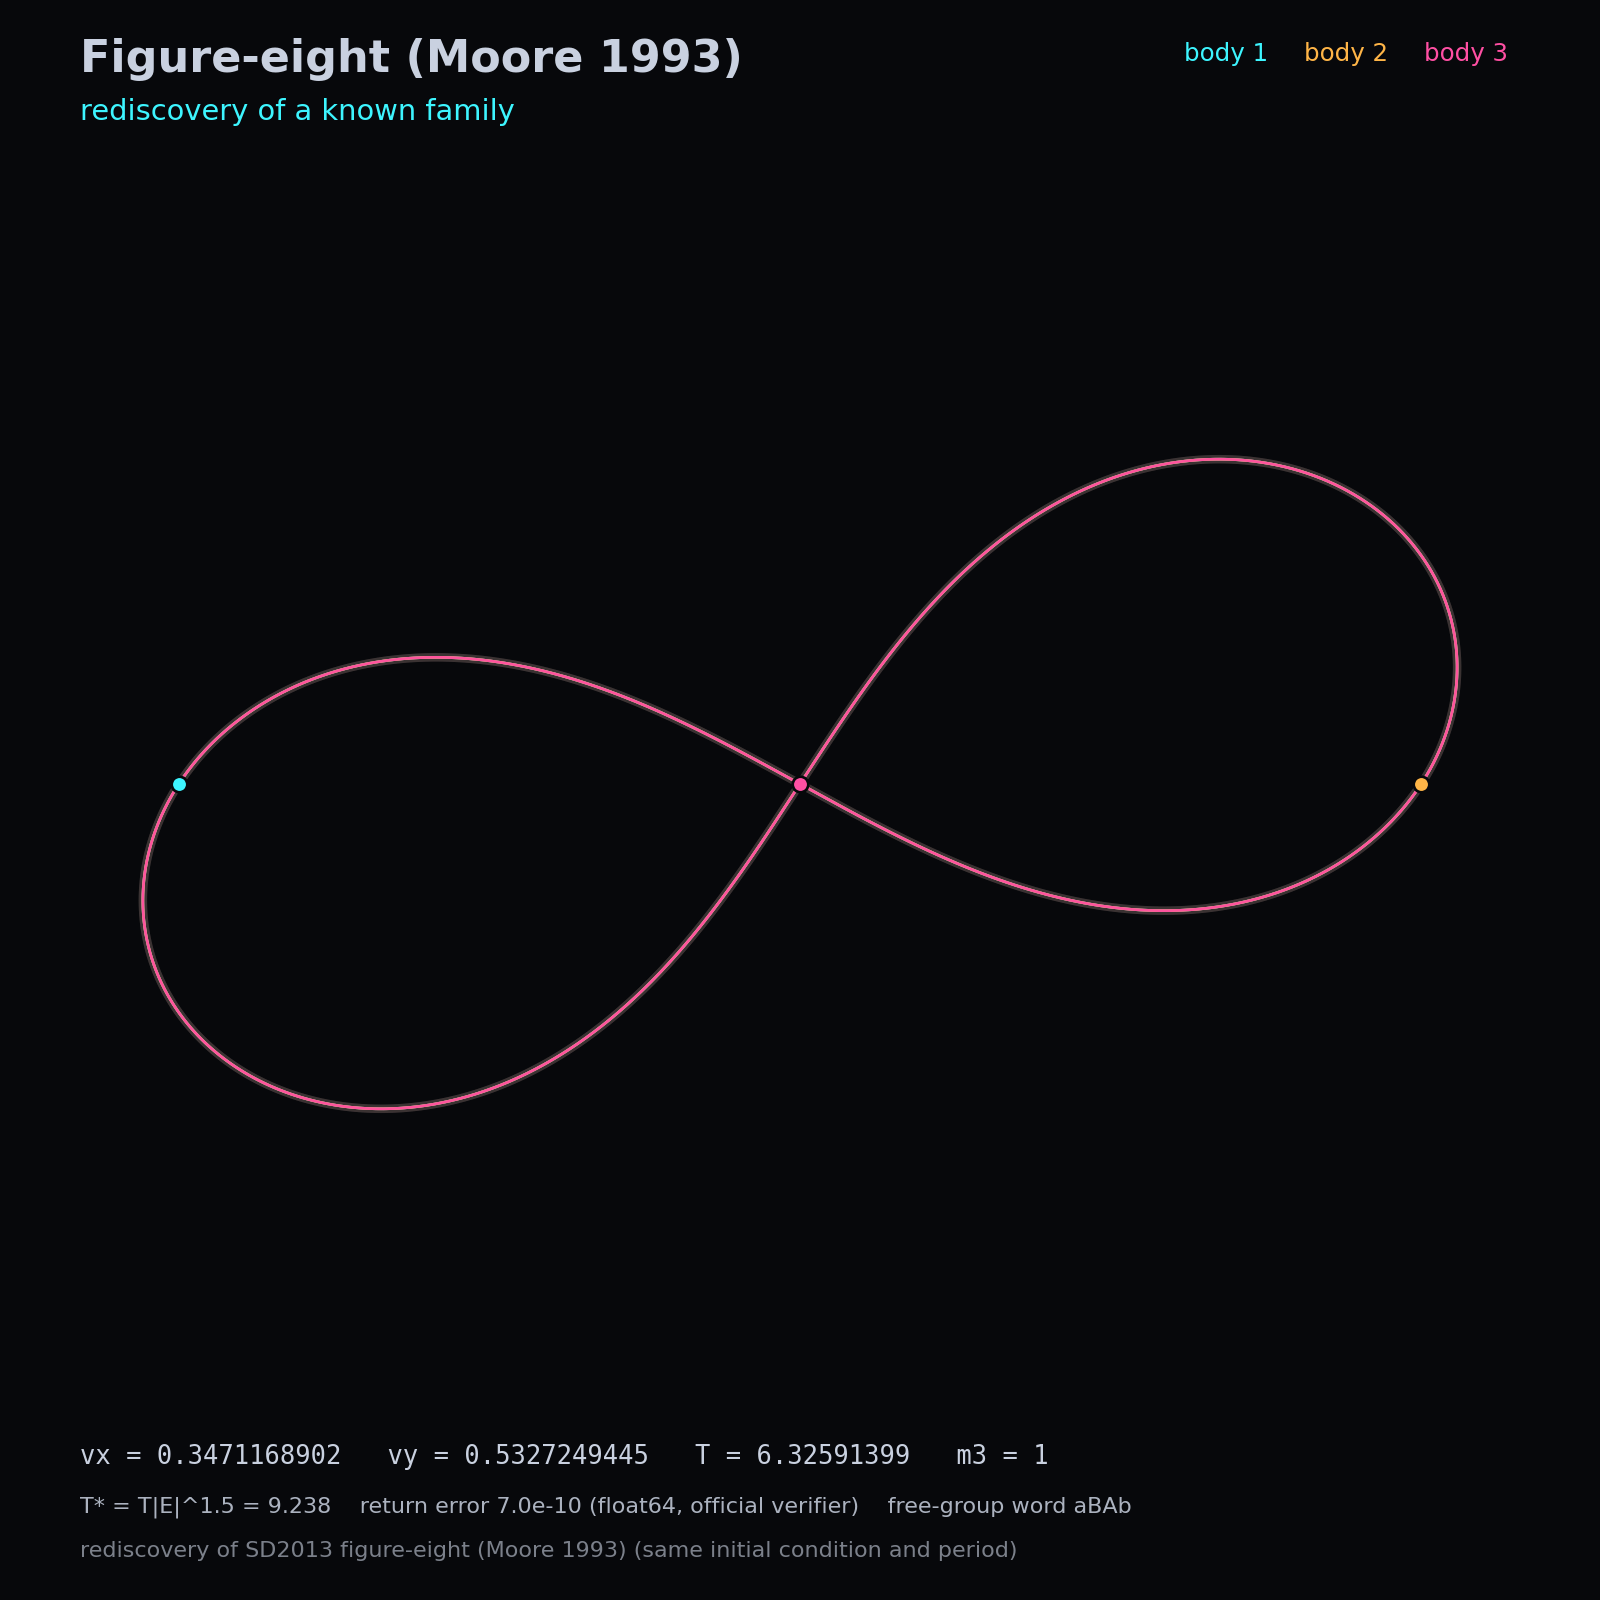 Figure-eight (Moore 1993)
body 1 body 2 body 3
rediscovery of a known family
vx = 0.3471168902 vy = 0.5327249445 T = 6.32591399 m3 = 1
T* = T|E|^1.5 = 9.238 return error 7.0e-10 (float64, official verifier) free-group word aBAb
rediscovery of SD2013 figure-eight (Moore 1993) (same initial condition and period)